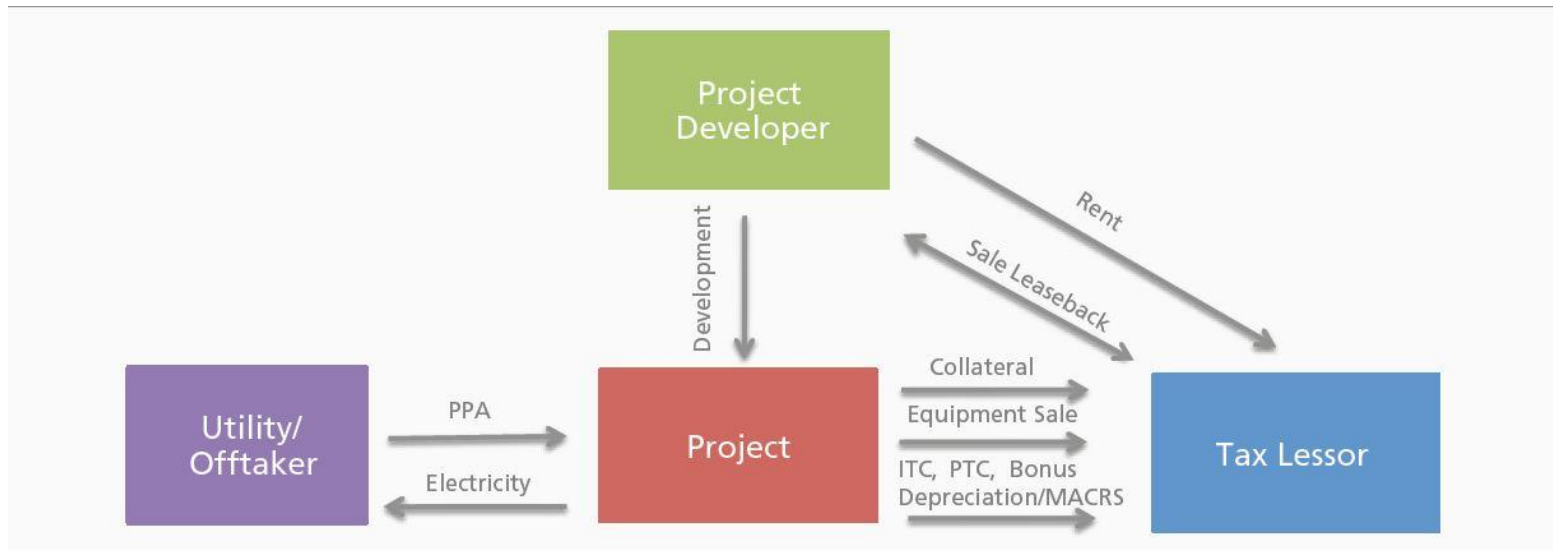 Project
Developer
Rent
Sale Leaseback
Development
Collateral
Utility/
Offtaker
PPA
Electricity
Project
Equipment Sale
ITC, PTC, Bonus
Depreciation/MACRS
Tax Lessor